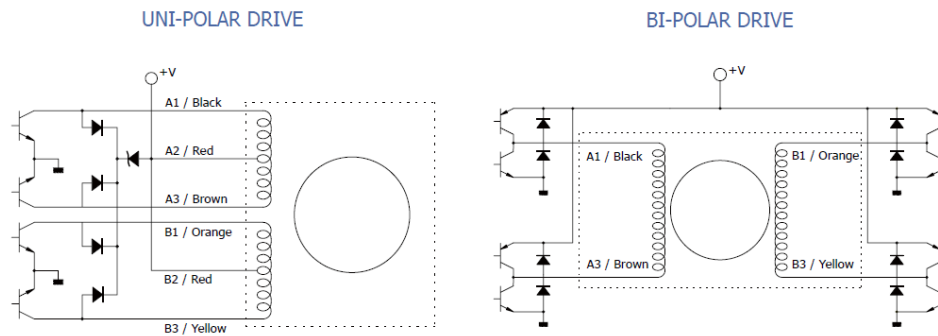 UNI-POLAR DRIVE
+V
A1 / Black
A2 / Red
A3 / Brown
B1 / Orange
B2 / Red
B3 / Yellow
BI-POLAR DRIVE
+V
A1 / Black
B1 / Orange
A3 / Brown
B3 / Yellow